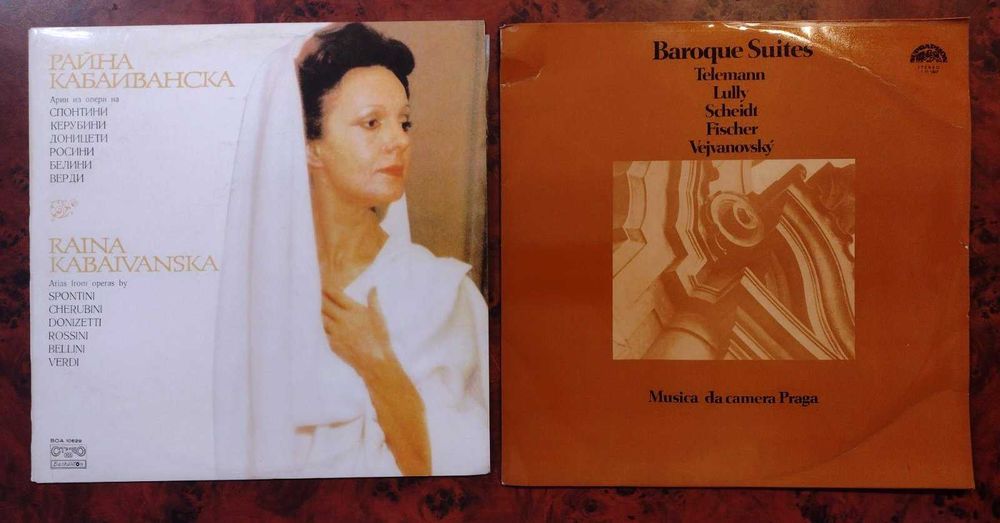 РАЙНА
КАБАИВАНСКА
Арии из опери на
СПОНТИНИ
КЕРУБИНИ
ДОНИЦЕТИ
РОСИНИ
БЕЛИНИ
ВЕРДИ
RAINA
KABAIVANSKA
Arias from operas by
SPONTINI
CHERUBINI
DONIZETTI
ROSSINI
BELLINI
VERDI
ВОА 10629
Балкантон
Baroque Suites
Telemann
Lully
Scheidt
Fischer
Vejvanovský
Musica da camera Praga
SUPRAPHON
STEREO